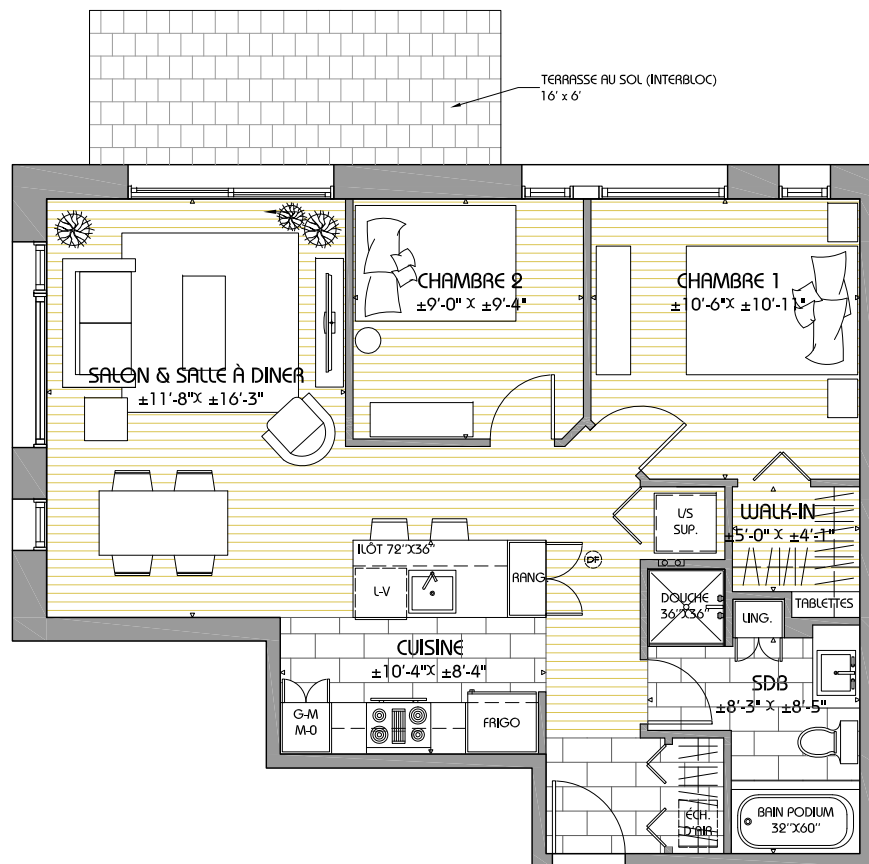 TERRASSE AU SOL (INTERBLOC)
16' x 6'
CHAMBRE 2
±9'-0" X ±9'-4"
CHAMBRE 1
±10'-6"X ±10'-11"
SALON & SALLE À DINER
±11'-8"X ±16'-3"
L/S
SUP.
WALK-IN
±5'-0" X ±4'-1"
ILÔT 72"X36"
L-V
RANG.
DF
DOUCHE
36"X36"
TABLETTES
LING.
CUISINE
±10'-4"X ±8'-4"
SDB
±8'-3" X ±8'-5"
G-M
M-O
FRIGO
ÉCH.
D'AIR
BAIN PODIUM
32"X60"